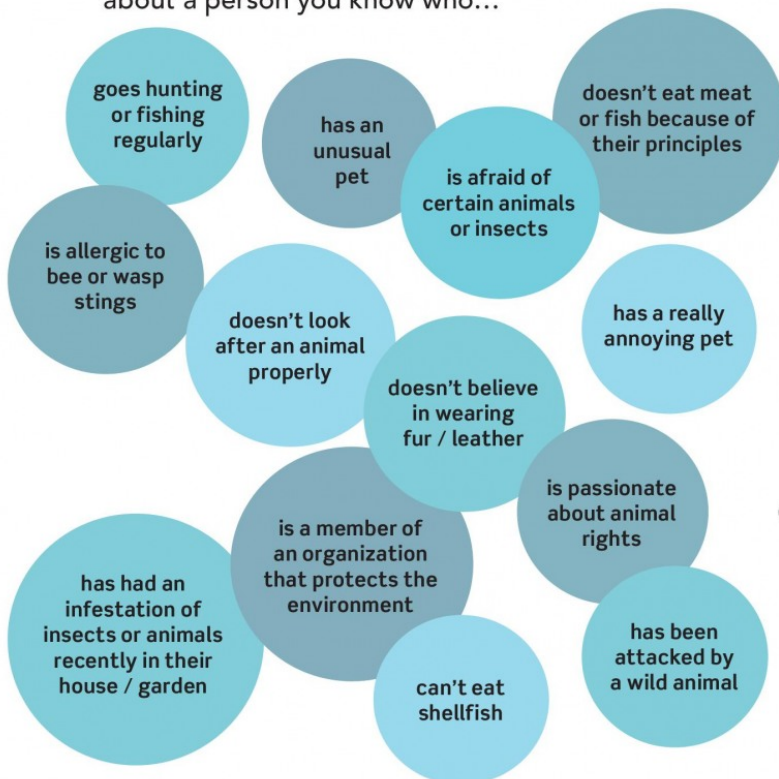 about a person you know who…
goes hunting
or fishing
regularly
has an
unusual
pet
doesn't eat meat
or fish because of
their principles
is afraid of
certain animals
or insects
is allergic to
bee or wasp
stings
doesn't look
after an animal
properly
has a really
annoying pet
doesn't believe
in wearing
fur / leather
is passionate
about animal
rights
is a member of
an organization
that protects the
environment
has had an
infestation of
insects or animals
recently in their
house / garden
has been
attacked by
a wild animal
can't eat
shellfish